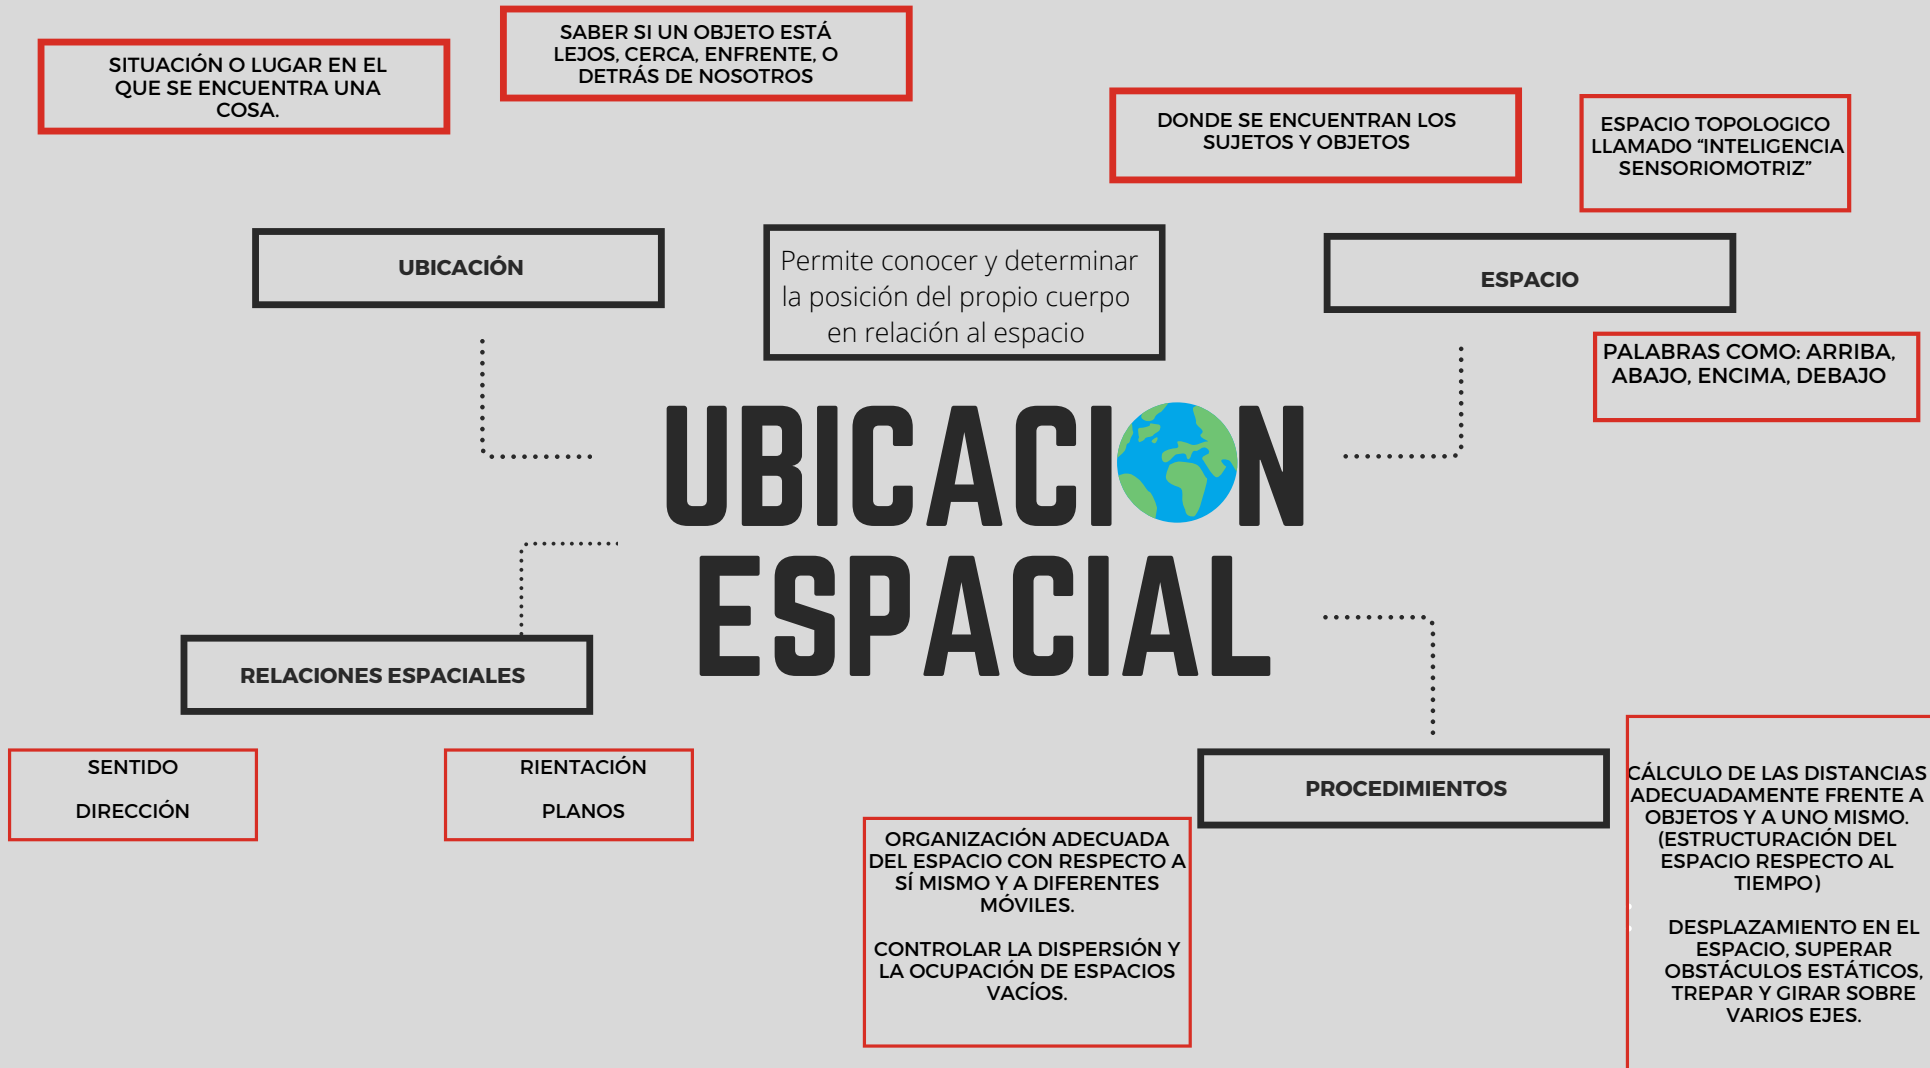 SITUACIÓN O LUGAR EN EL
QUE SE ENCUENTRA UNA
COSA.
SABER SI UN OBJETO ESTÁ
LEJOS, CERCA, ENFRENTE, O
DETRÁS DE NOSOTROS
DONDE SE ENCUENTRAN LOS
SUJETOS Y OBJETOS
ESPACIO TOPOLOGICO
LLAMADO “INTELIGENCIA
SENSORIOMOTRIZ”
UBICACIÓN
Permite conocer y determinar
la posición del propio cuerpo
en relación al espacio
ESPACIO
PALABRAS COMO: ARRIBA,
ABAJO, ENCIMA, DEBAJO
UBICACION
ESPACIAL
RELACIONES ESPACIALES
SENTIDO
DIRECCIÓN
RIENTACIÓN
PLANOS
PROCEDIMIENTOS
ORGANIZACIÓN ADECUADA
DEL ESPACIO CON RESPECTO A
SÍ MISMO Y A DIFERENTES
MÓVILES.
CONTROLAR LA DISPERSIÓN Y
LA OCUPACIÓN DE ESPACIOS
VACÍOS.
CÁLCULO DE LAS DISTANCIAS
ADECUADAMENTE FRENTE A
OBJETOS Y A UNO MISMO.
(ESTRUCTURACIÓN DEL
ESPACIO RESPECTO AL
TIEMPO)
DESPLAZAMIENTO EN EL
ESPACIO, SUPERAR
OBSTÁCULOS ESTÁTICOS,
TREPAR Y GIRAR SOBRE
VARIOS EJES.